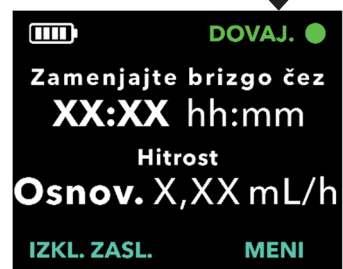 DOVAJ.
Zamenjajte brizgo čez
XX:XX hh:mm
Hitrost
Osnov. X,XX mL/h
IZKL. ZASL. MENI